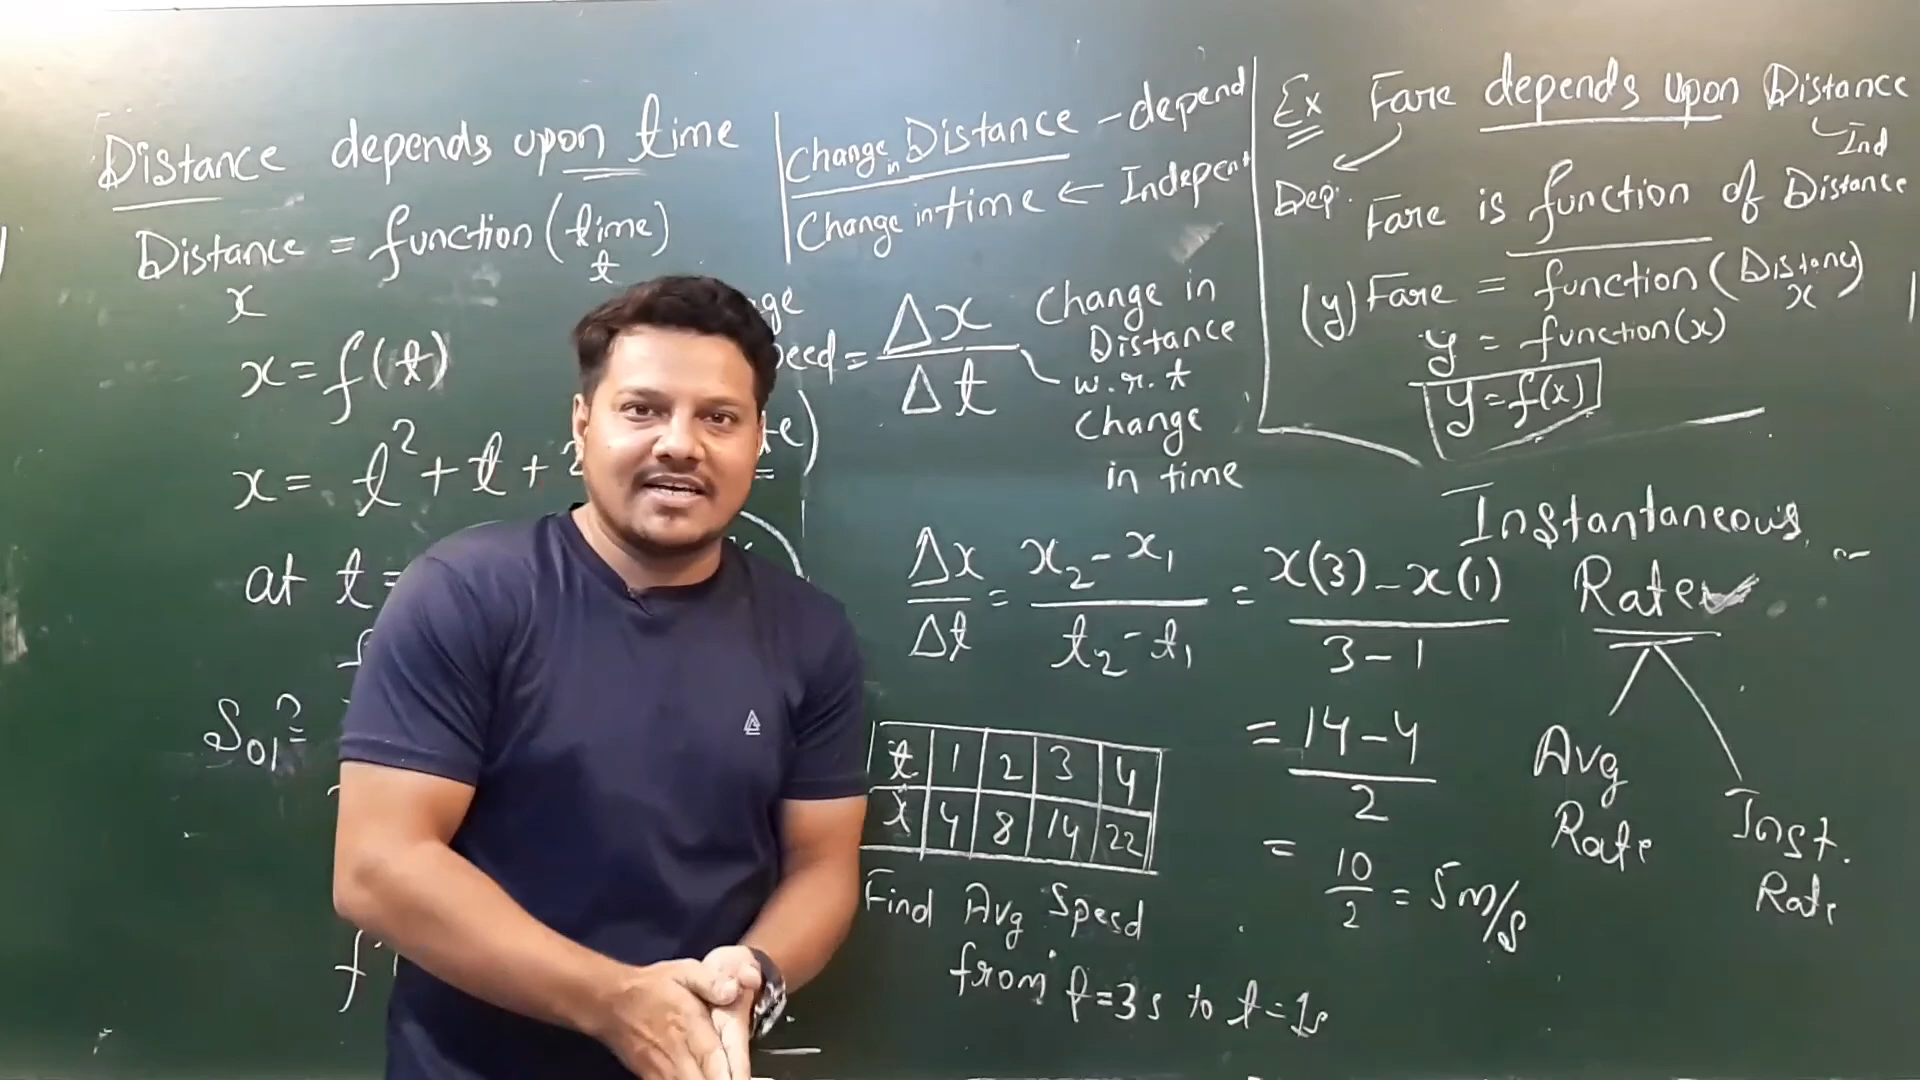 Distance depends upon time
Distance = function (time)
x t
x = f(t)
x = t² + t + 2
at t =
Sol²
Change in Distance - depend
Change in time ← Indepent
eed = Δx / Δt
Change in
Distance
w.r.t
Change
in time
Δx / Δt = x₂ - x₁ / t₂ - t₁ = x(3) - x(1) / 3 - 1
= 14 - 4 / 2
= 10 / 2 = 5 m/s
t 1 2 3 4
x 4 8 14 22
Find Avg Speed
from t = 3s to t = 1s
Ex Fare depends upon Distance
Ind
Dep.
Fare is function of Distance
(y) Fare = function (Distance)
x
y = function(x)
y = f(x)
Instantaneous
Rate
Avg
Rate
Inst.
Rate